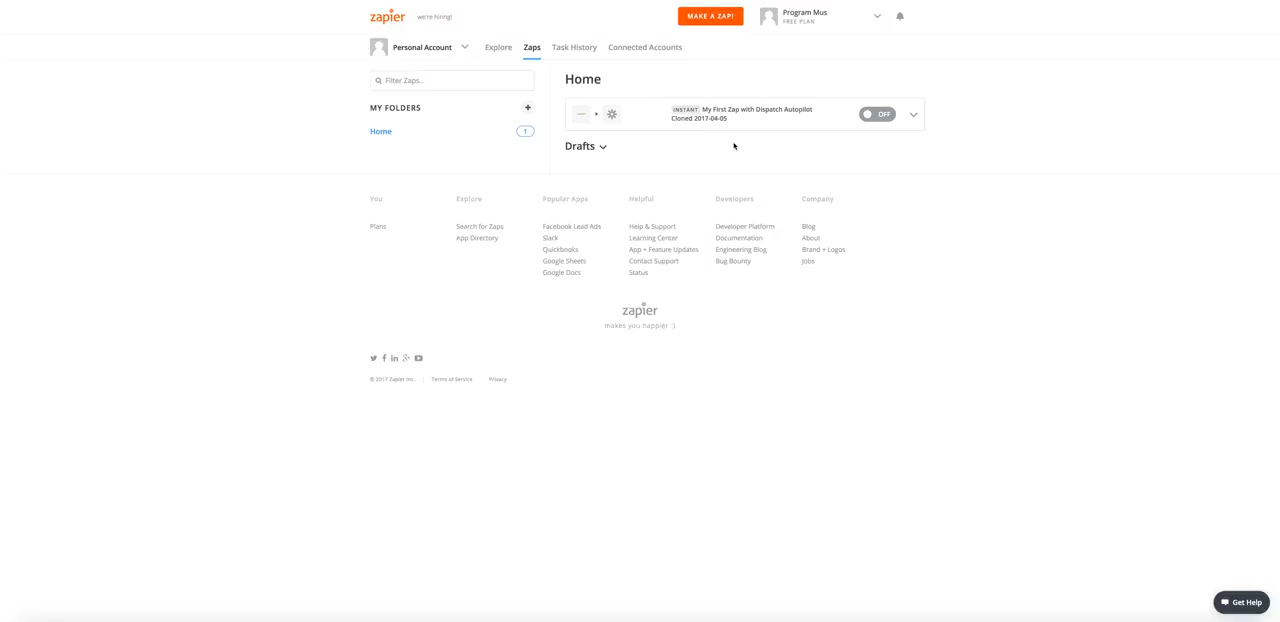 zapier
we're hiring!
MAKE A ZAP!
Program Mus
FREE PLAN
Personal Account
Explore
Zaps
Task History
Connected Accounts
Filter Zaps..
MY FOLDERS
Home
1
Home
INSTANT My First Zap with Dispatch Autopilot
Cloned 2017-04-05
OFF
Drafts
You
Plans
Explore
Search for Zaps
App Directory
Popular Apps
Facebook Lead Ads
Slack
Quickbooks
Google Sheets
Google Docs
Helpful
Help & Support
Learning Center
App + Feature Updates
Contact Support
Status
Developers
Developer Platform
Documentation
Engineering Blog
Bug Bounty
Company
Blog
About
Brand + Logos
Jobs
zapier
makes you happier :)
© 2017 Zapier Inc. | Terms of Service Privacy
Get Help